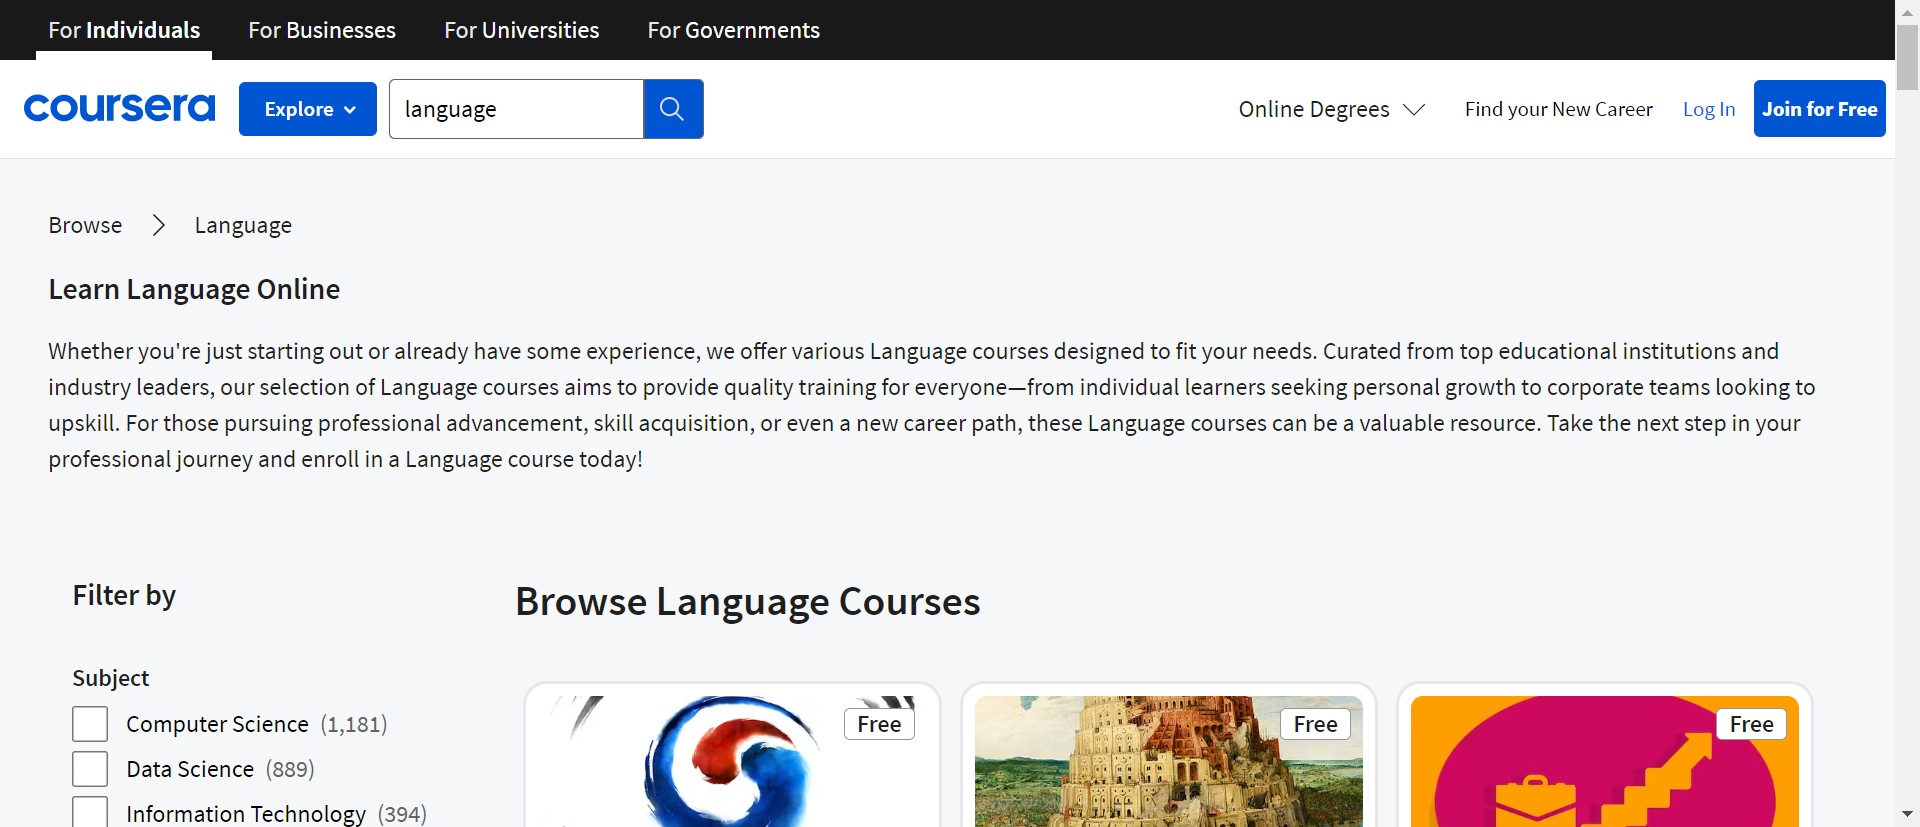 For Individuals
For Businesses
For Universities
For Governments
coursera
Explore
language
Online Degrees
Find your New Career
Log In
Join for Free
Browse
Language
Learn Language Online
Whether you're just starting out or already have some experience, we offer various Language courses designed to fit your needs. Curated from top educational institutions and
industry leaders, our selection of Language courses aims to provide quality training for everyone—from individual learners seeking personal growth to corporate teams looking to
upskill. For those pursuing professional advancement, skill acquisition, or even a new career path, these Language courses can be a valuable resource. Take the next step in your
professional journey and enroll in a Language course today!
Filter by
Subject
Computer Science (1,181)
Data Science (889)
Information Technology (394)
Browse Language Courses
Free
Free
Free